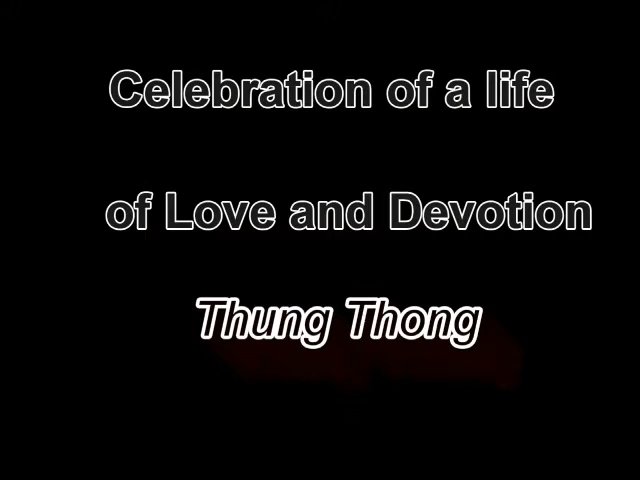 Celebration of a life
of Love and Devotion
Thung Thong